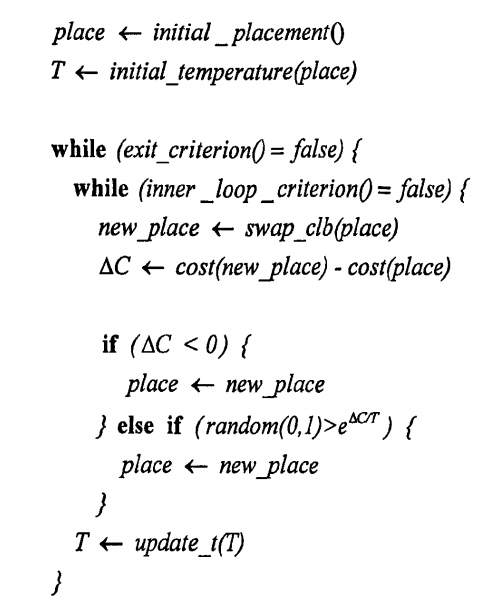 place ← initial_placement()
T ← initial_temperature(place)
while (exit_criterion() = false) {
while (inner_loop_criterion() = false) {
new_place ← swap_clb(place)
ΔC ← cost(new_place) - cost(place)
if (ΔC < 0) {
place ← new_place
} else if (random(0,1)>e^ΔC/T) {
place ← new_place
}
T ← update_t(T)
}